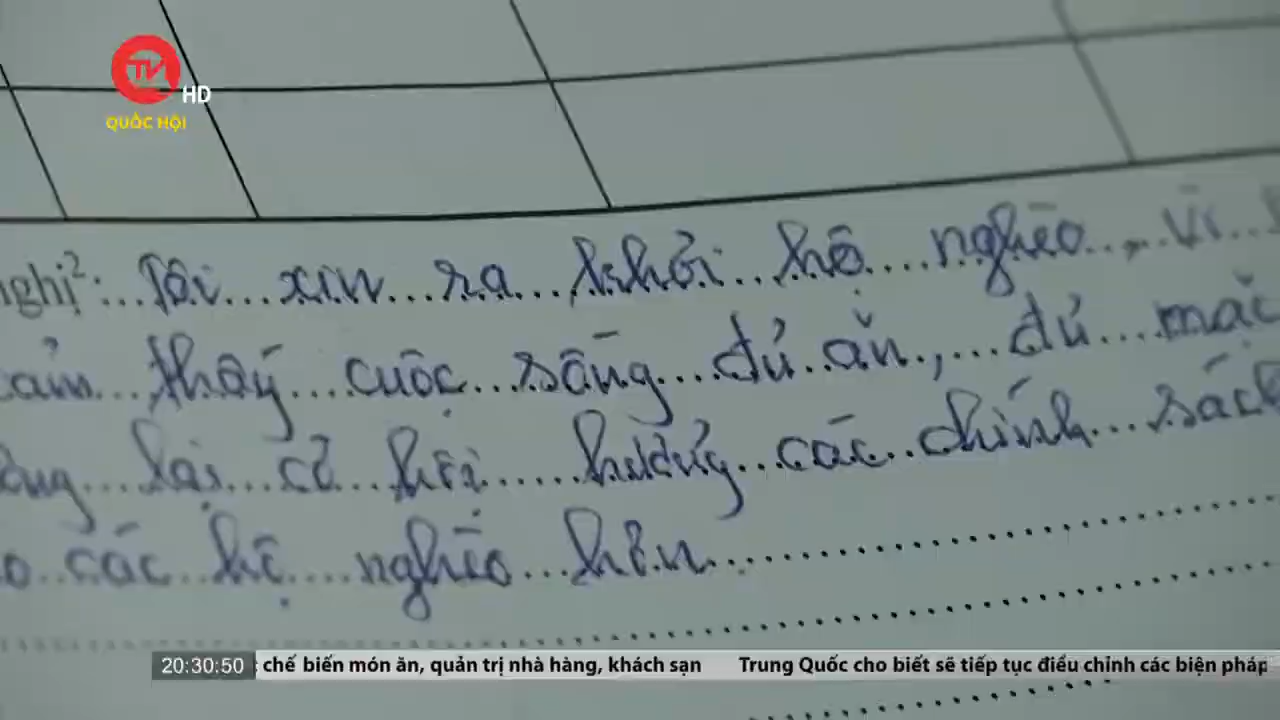 TV HD
QUỐC HỘI
nghị²: Tôi xin ra khỏi hộ nghèo, vì
cảm thấy cuộc sống đủ ăn, đủ mặc
lại cơ hội hưởng các chính sách
các hộ nghèo hơn
20:30:50 chế biến món ăn, quản trị nhà hàng, khách sạn Trung Quốc cho biết sẽ tiếp tục điều chỉnh các biện pháp